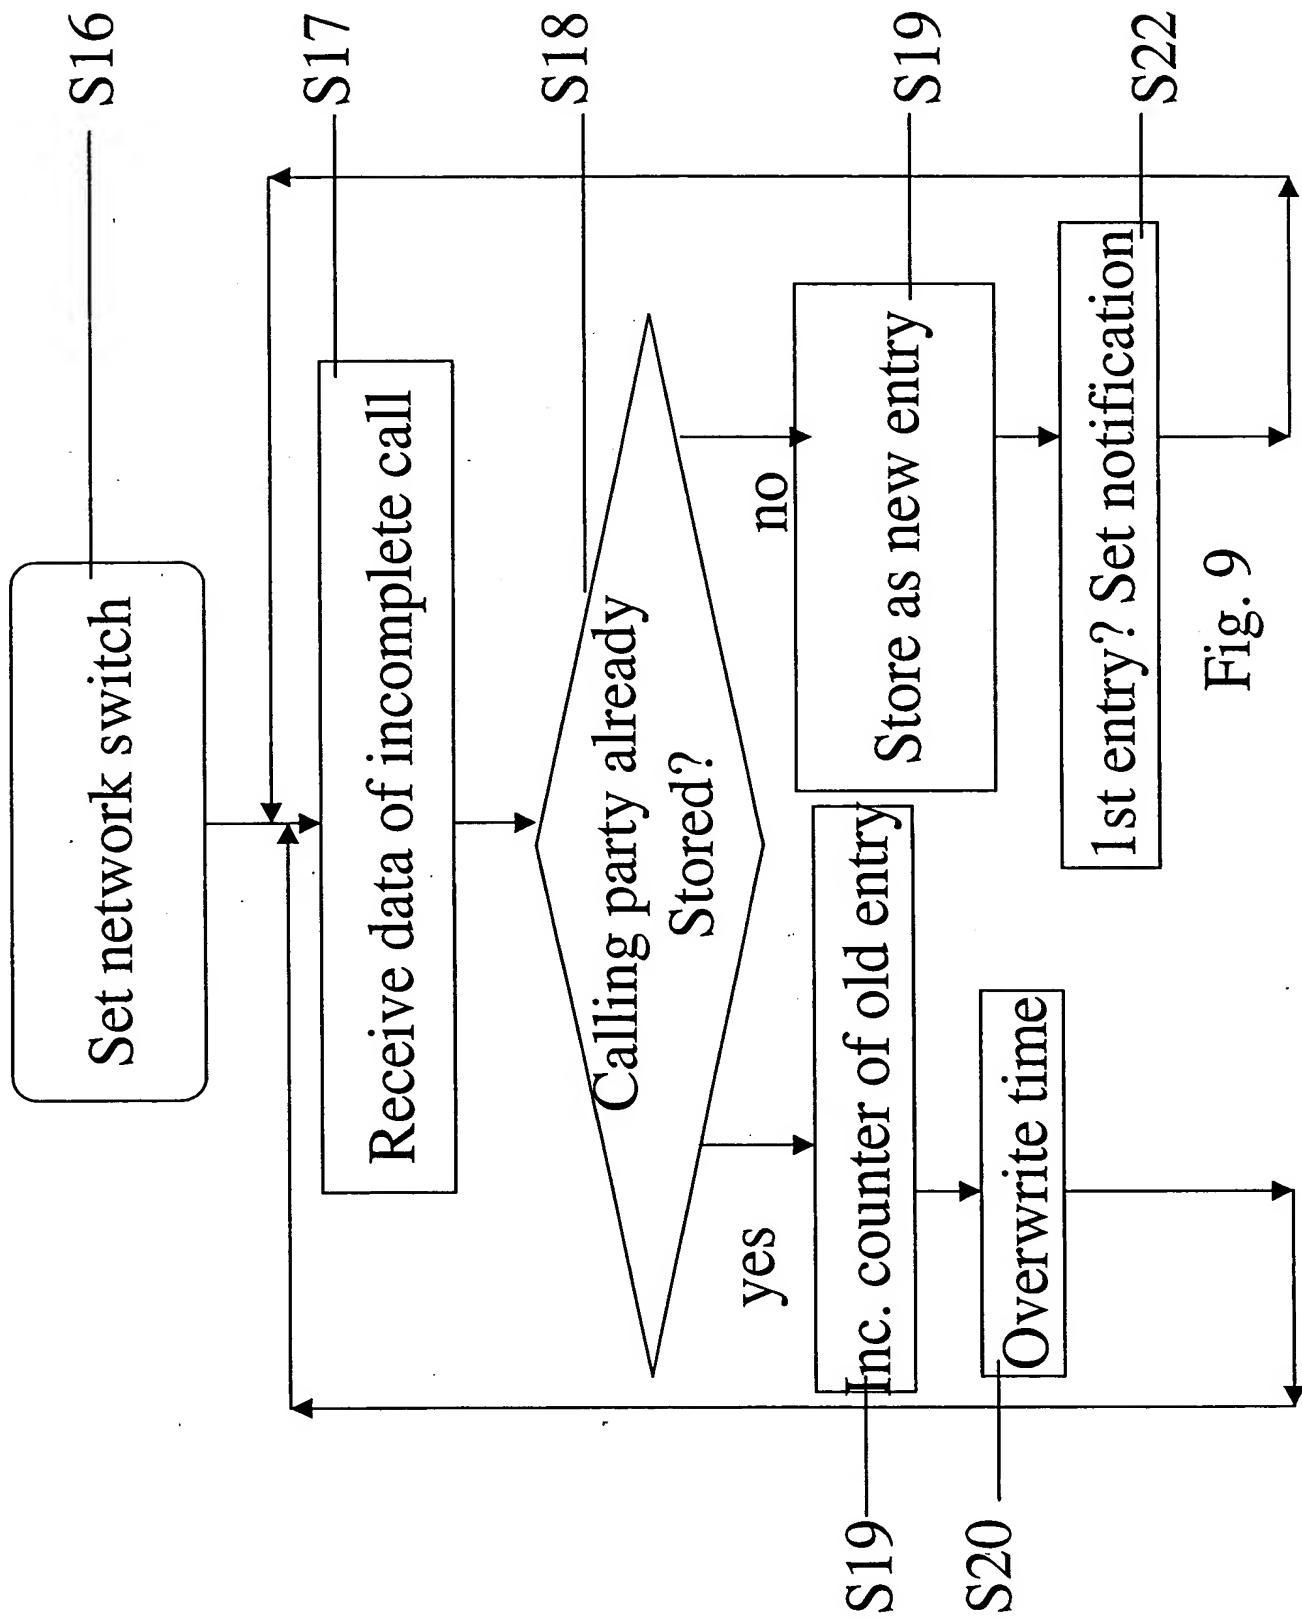 Set network switch
S16
Receive data of incomplete call
S17
Calling party already
Stored?
S18
yes
no
S19
Inc. counter of old entry
Store as new entry
S19
S20
Overwrite time
1st entry? Set notification
S22
Fig. 9